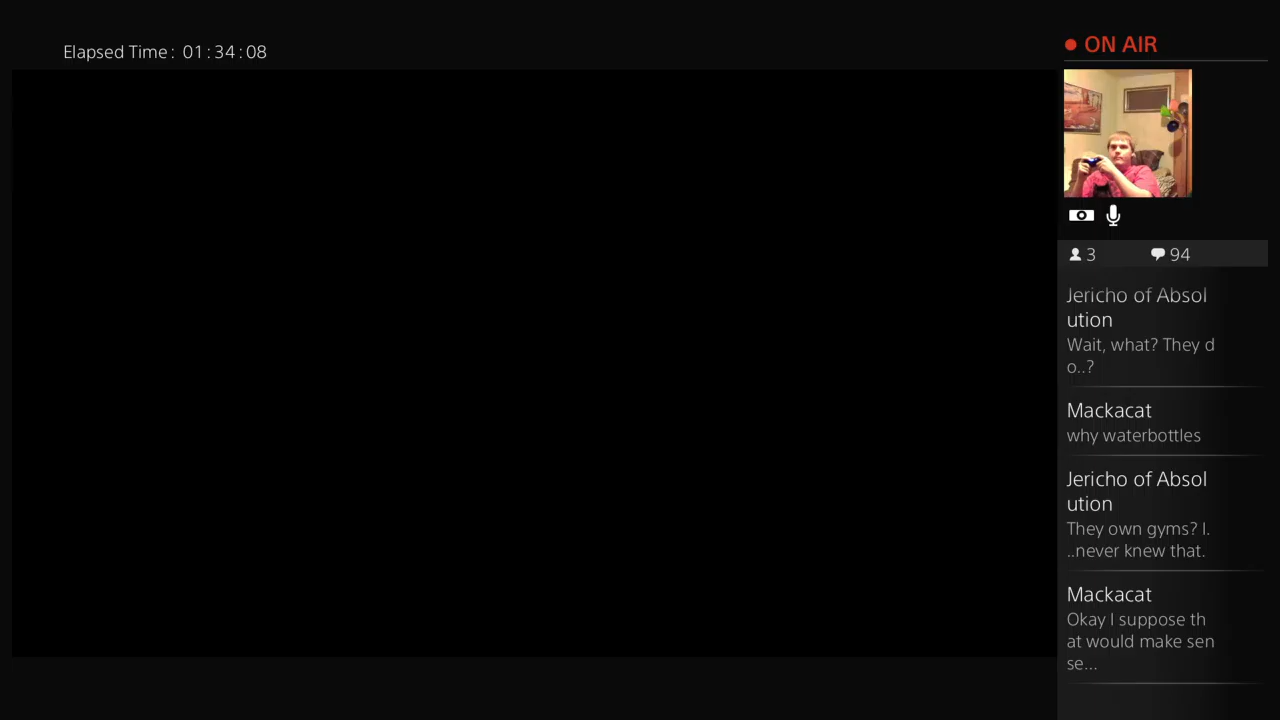 Elapsed Time: 01:34:08
ON AIR
3 94
Jericho of Absol
ution
Wait, what? They d
o..?
Mackacat
why waterbottles
Jericho of Absol
ution
They own gyms? I.
..never knew that.
Mackacat
Okay I suppose th
at would make sen
se...